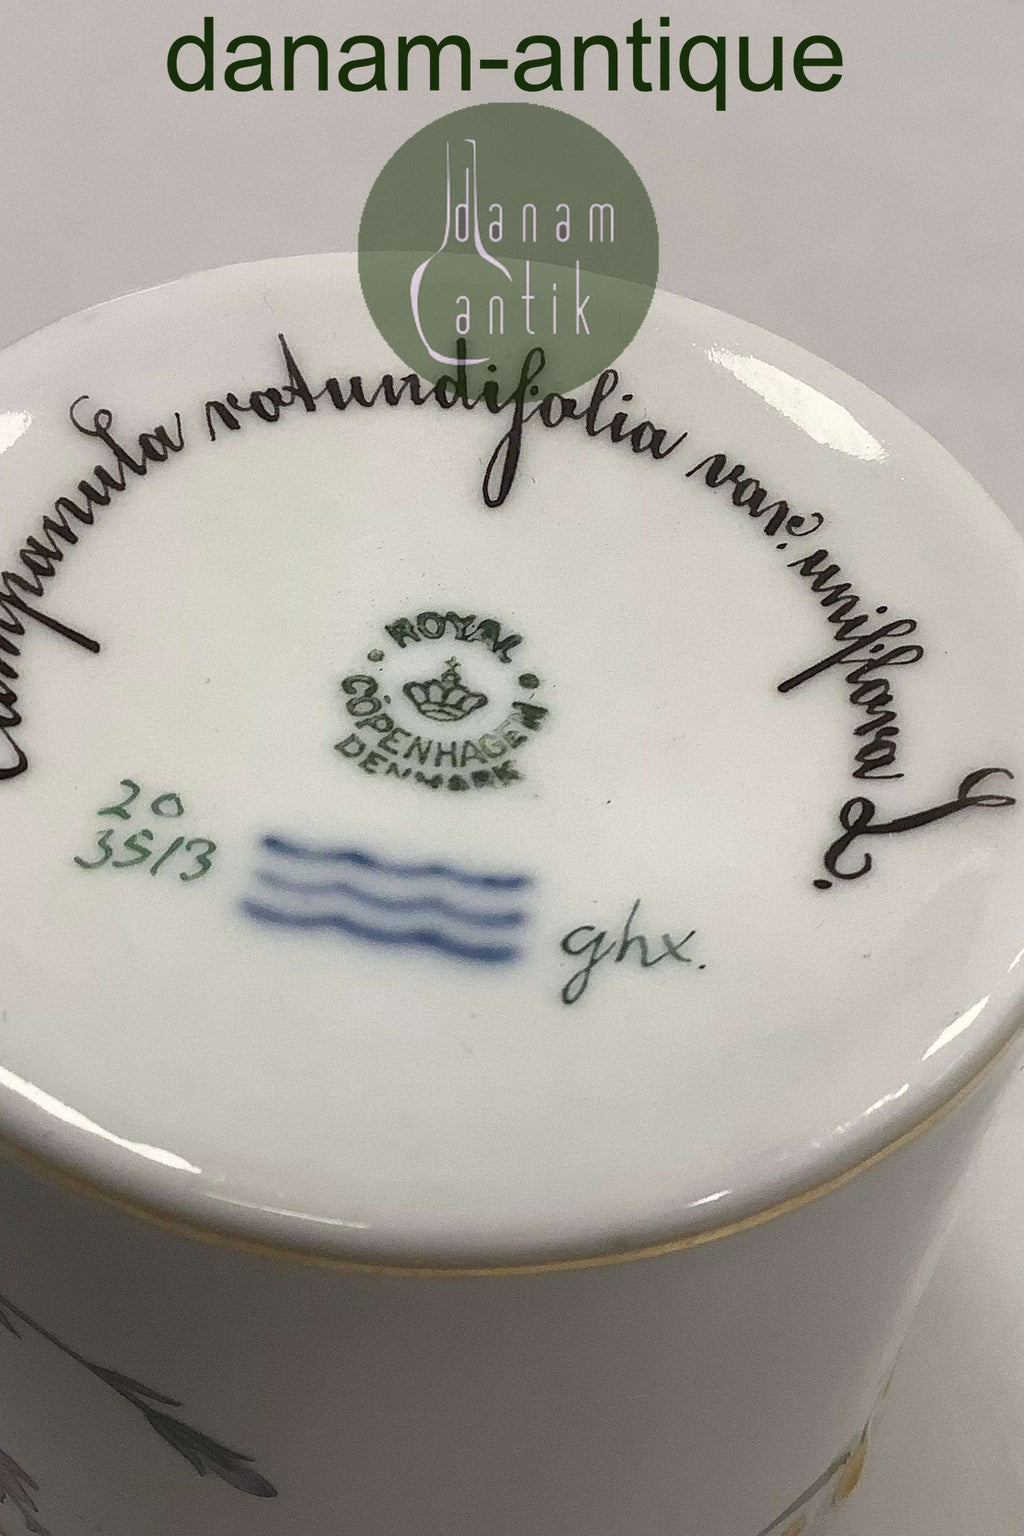 danam-antique
danam
antik
Campanula rotundifolia var. uniflora L.
ROYAL
COPENHAGEN
DENMARK
20
3513
ghx.